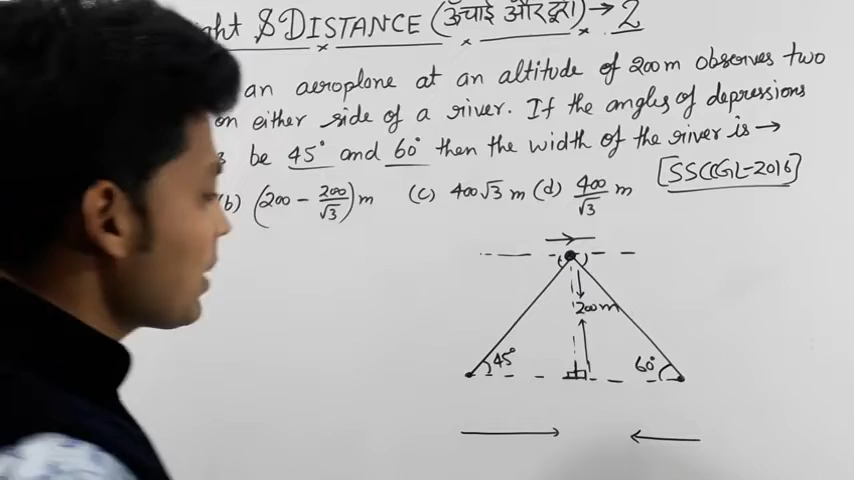 ght & DISTANCE (ऊँचाई और दूरी) → 2
an aeroplane at an altitude of 200m observes two
on either side of a river. If the angles of depressions
be 45° and 60° then the width of the river is →
(b) (200 - 200/√3) m (c) 400√3 m (d) 400/√3 m [SSC CGL-2016]
200m
45° 60°